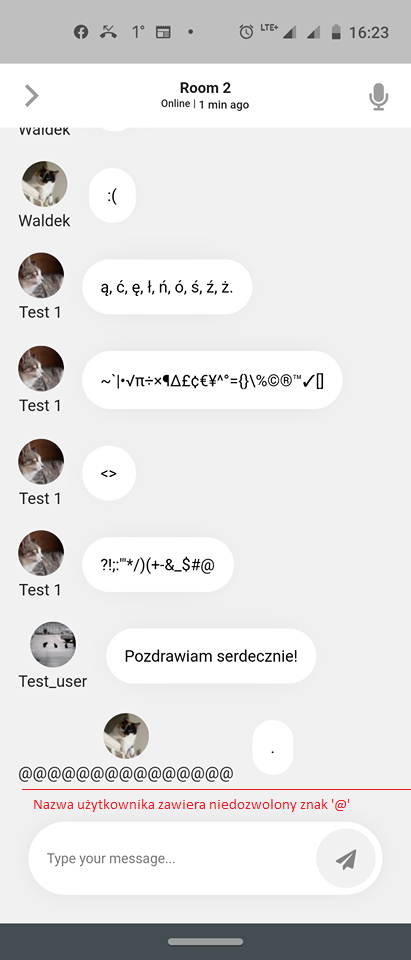 1° LTE+ 16:23
Room 2
Online | 1 min ago
Waldek
:(
Waldek
ą, ć, ę, ł, ń, ó, ś, ź, ż.
Test 1
~`|•√π÷×¶∆£¢€¥^°={}\%©®™✓[]
Test 1
<>
Test 1
?!;:'"*/)(+-&_$#@
Test 1
Pozdrawiam serdecznie!
Test_user
.
@@@@@@@@@@@@@@@
Nazwa użytkownika zawiera niedozwolony znak '@'
Type your message...